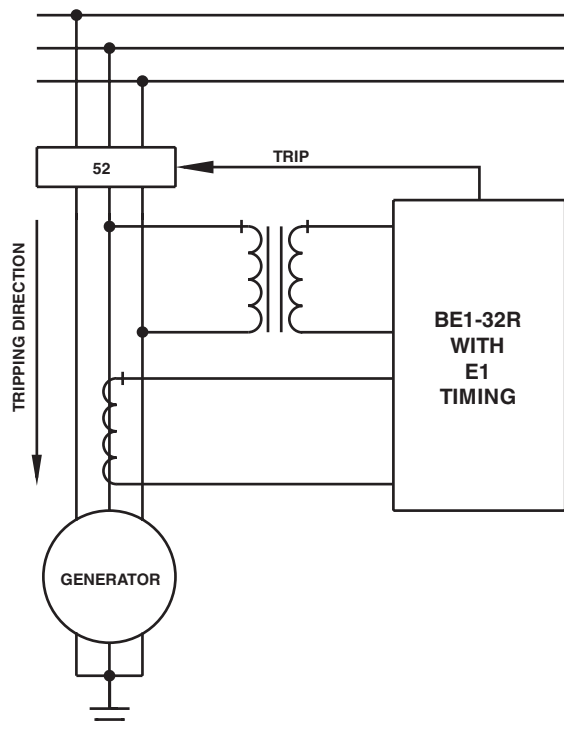 52
TRIP
TRIPPING DIRECTION
BE1-32R
WITH
E1
TIMING
GENERATOR